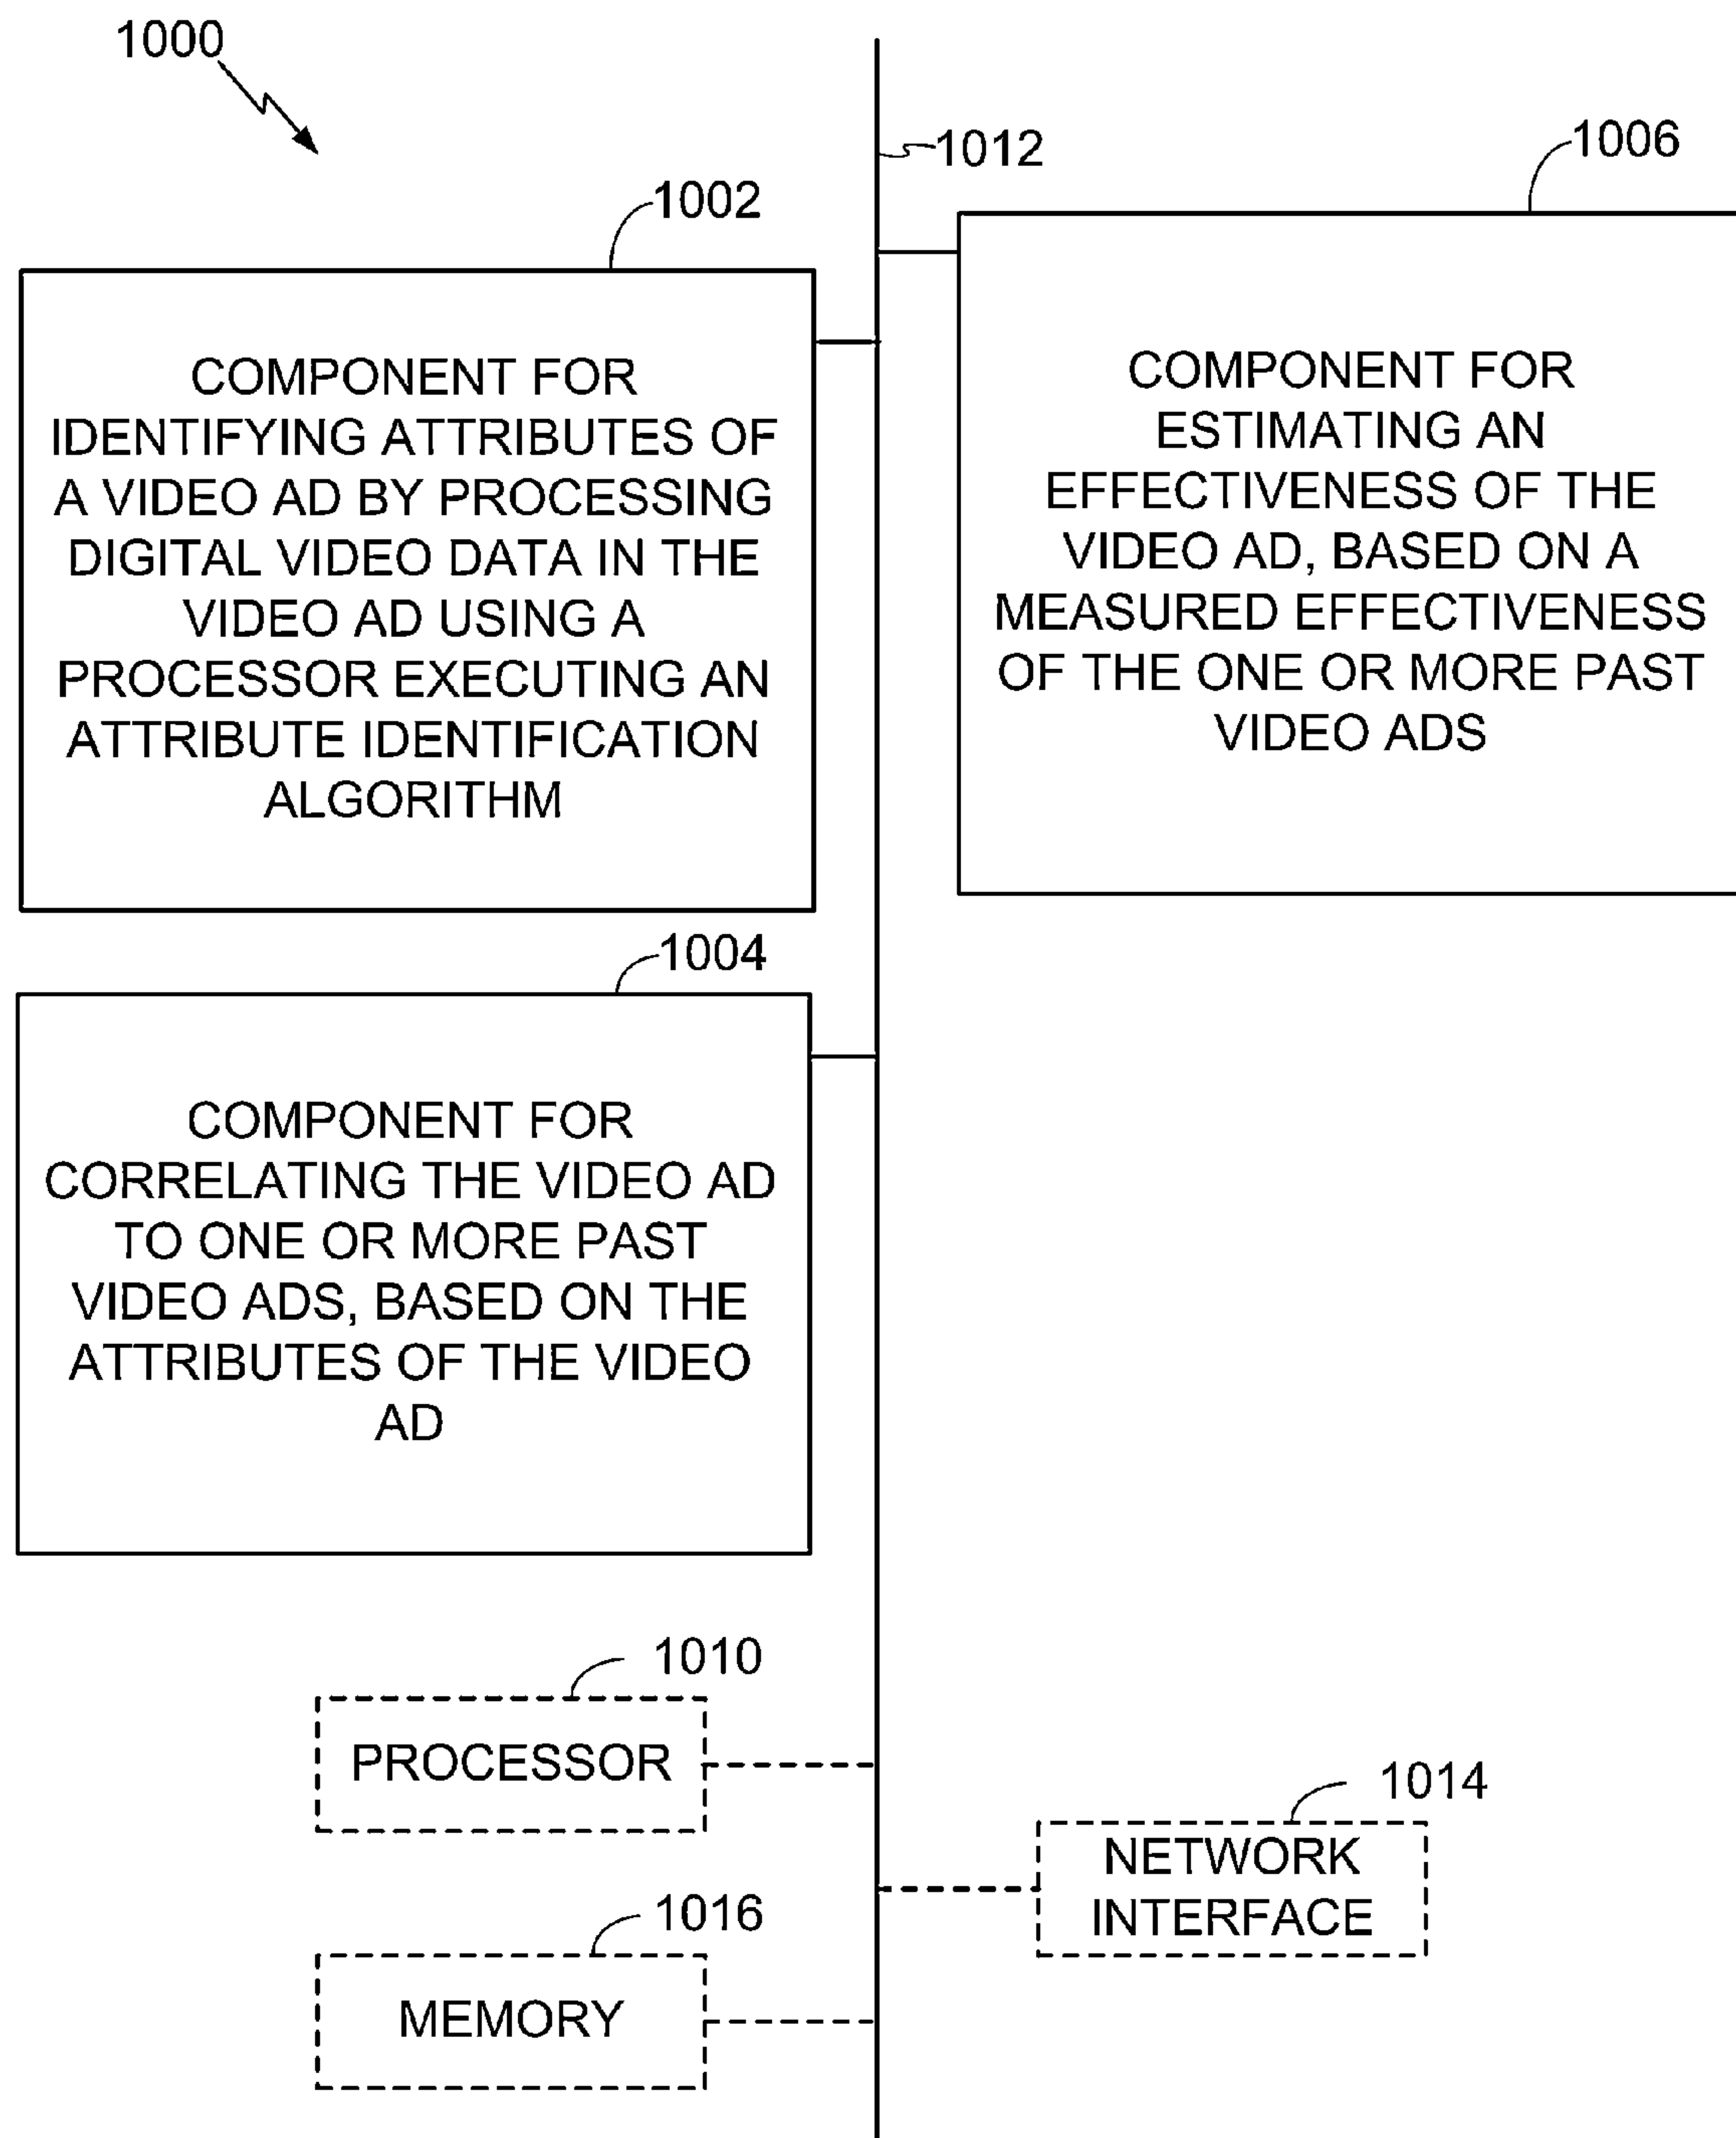 1000
1012
1006
1002
COMPONENT FOR
IDENTIFYING ATTRIBUTES OF
A VIDEO AD BY PROCESSING
DIGITAL VIDEO DATA IN THE
VIDEO AD USING A
PROCESSOR EXECUTING AN
ATTRIBUTE IDENTIFICATION
ALGORITHM
COMPONENT FOR
ESTIMATING AN
EFFECTIVENESS OF THE
VIDEO AD, BASED ON A
MEASURED EFFECTIVENESS
OF THE ONE OR MORE PAST
VIDEO ADS
1004
COMPONENT FOR
CORRELATING THE VIDEO AD
TO ONE OR MORE PAST
VIDEO ADS, BASED ON THE
ATTRIBUTES OF THE VIDEO
AD
1010
PROCESSOR
1014
NETWORK
INTERFACE
1016
MEMORY